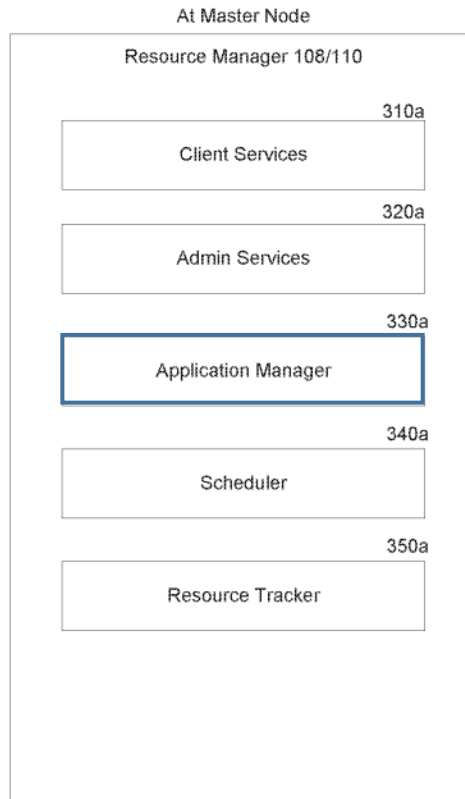 At Master Node
Resource Manager 108/110
310a
Client Services
320a
Admin Services
330a
Application Manager
340a
Scheduler
350a
Resource Tracker